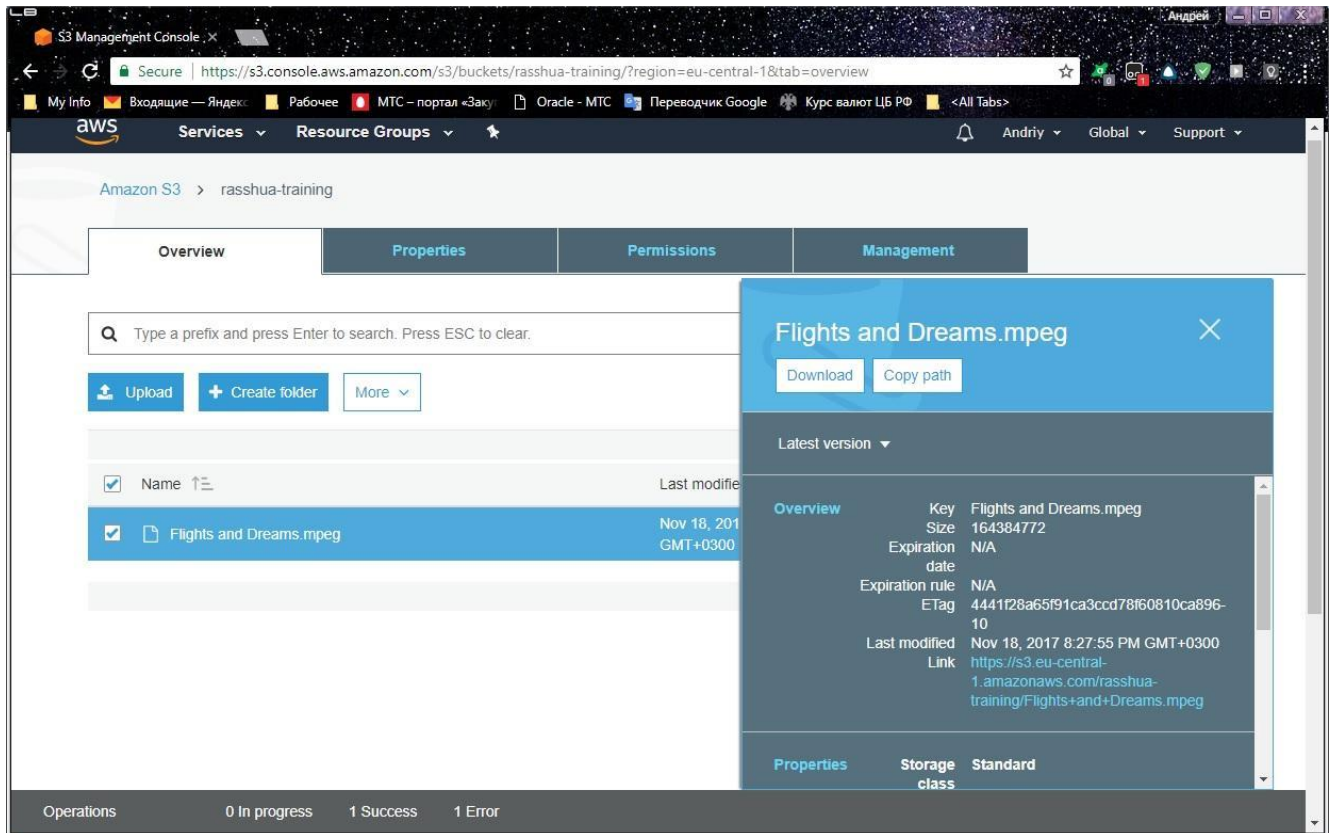 Андрей
S3 Management Console
Secure | https://s3.console.aws.amazon.com/s3/buckets/rasshua-training/?region=eu-central-1&tab=overview
My Info Входящие — Яндекс Рабочее МТС – портал «Заку Oracle - МТС Переводчик Google Курс валют ЦБ РФ <All Tabs>
aws Services Resource Groups Andriy Global Support
Amazon S3 > rasshua-training
Overview Properties Permissions Management
Type a prefix and press Enter to search. Press ESC to clear.
Upload + Create folder More
Name Last modifie
Flights and Dreams.mpeg Nov 18, 201
GMT+0300
Flights and Dreams.mpeg
Download Copy path
Latest version
Overview Key Flights and Dreams.mpeg
Size 164384772
Expiration N/A
date
Expiration rule N/A
ETag 4441f28a65f91ca3ccd78f60810ca896-
10
Last modified Nov 18, 2017 8:27:55 PM GMT+0300
Link https://s3.eu-central-
1.amazonaws.com/rasshua-
training/Flights+and+Dreams.mpeg
Properties Storage Standard
class
Operations 0 In progress 1 Success 1 Error